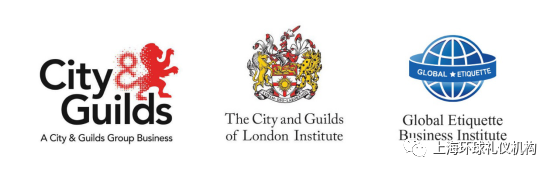 City&
Guilds
A City & Guilds Group Business
The City and Guilds
of London Institute
GLOBAL ★ ETIQUETTE
Global Etiquette
Business Institute
上海环球礼仪机构